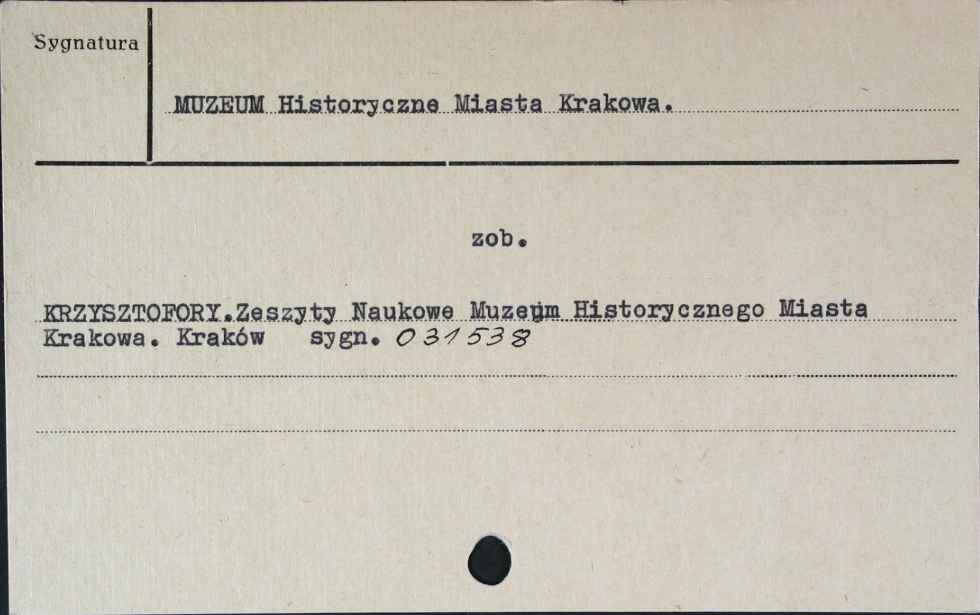 Sygnatura
MUZEUM Historyczne Miasta Krakowa.
zob.
KRZYSZTOFORY.Zeszyty Naukowe Muzeum Historycznego Miasta
Krakowa. Kraków sygn. 031538